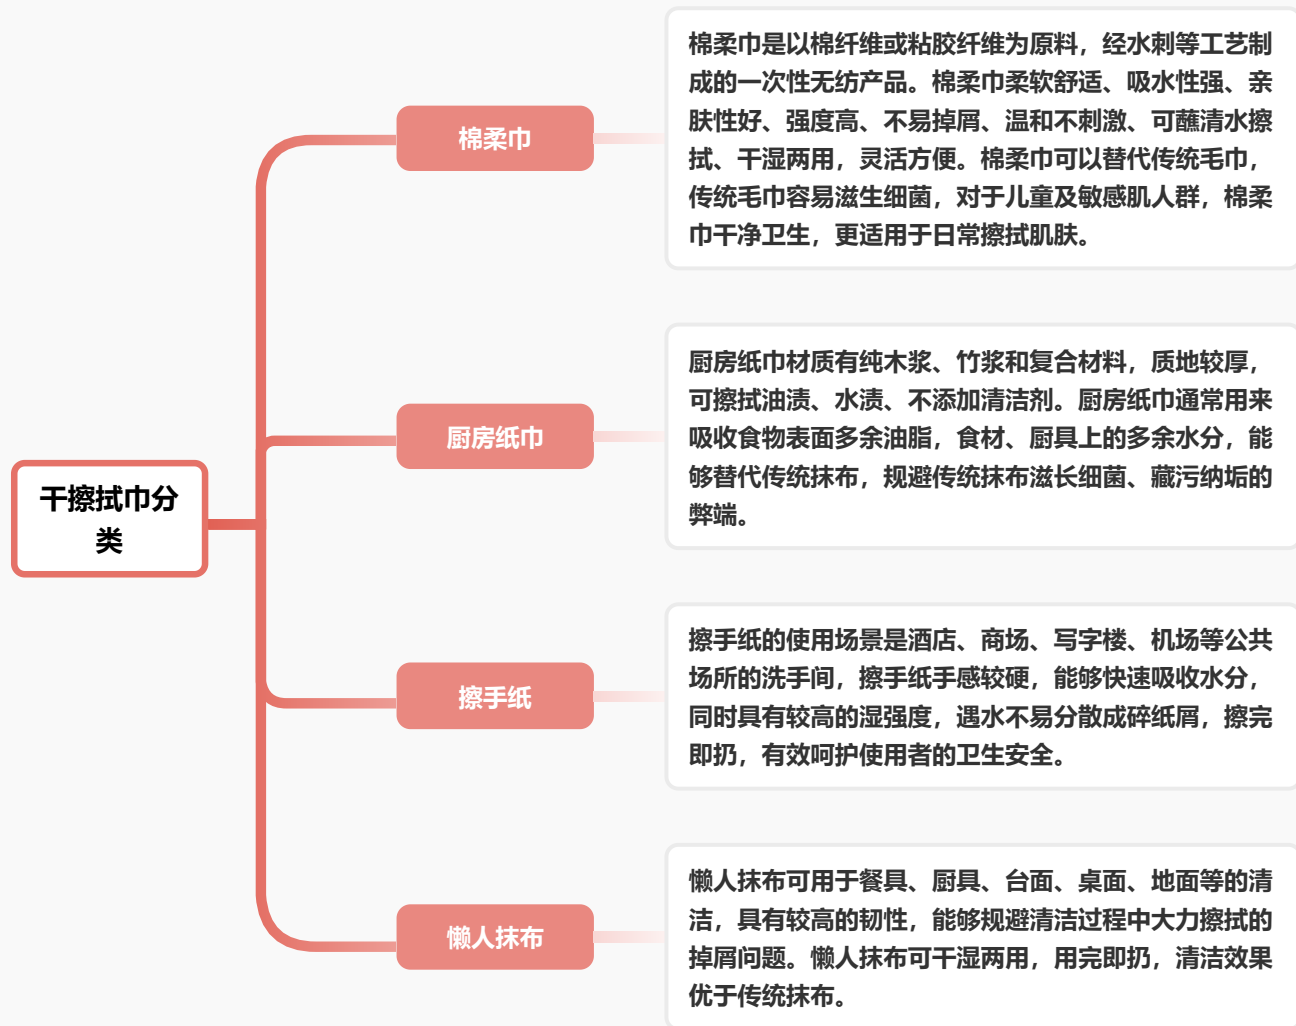 干擦拭巾分
类
棉柔巾
棉柔巾是以棉纤维或粘胶纤维为原料，经水刺等工艺制
成的一次性无纺产品。棉柔巾柔软舒适、吸水性强、亲
肤性好、强度高、不易掉屑、温和不刺激、可蘸清水擦
拭、干湿两用，灵活方便。棉柔巾可以替代传统毛巾，
传统毛巾容易滋生细菌，对于儿童及敏感肌人群，棉柔
巾干净卫生，更适用于日常擦拭肌肤。
厨房纸巾
厨房纸巾材质有纯木浆、竹浆和复合材料，质地较厚，
可擦拭油渍、水渍、不添加清洁剂。厨房纸巾通常用来
吸收食物表面多余油脂，食材、厨具上的多余水分，能
够替代传统抹布，规避传统抹布滋长细菌、藏污纳垢的
弊端。
擦手纸
擦手纸的使用场景是酒店、商场、写字楼、机场等公共
场所的洗手间，擦手纸手感较硬，能够快速吸收水分，
同时具有较高的湿强度，遇水不易分散成碎纸屑，擦完
即扔，有效呵护使用者的卫生安全。
懒人抹布
懒人抹布可用于餐具、厨具、台面、桌面、地面等的清
洁，具有较高的韧性，能够规避清洁过程中大力擦拭的
掉屑问题。懒人抹布可干湿两用，用完即扔，清洁效果
优于传统抹布。